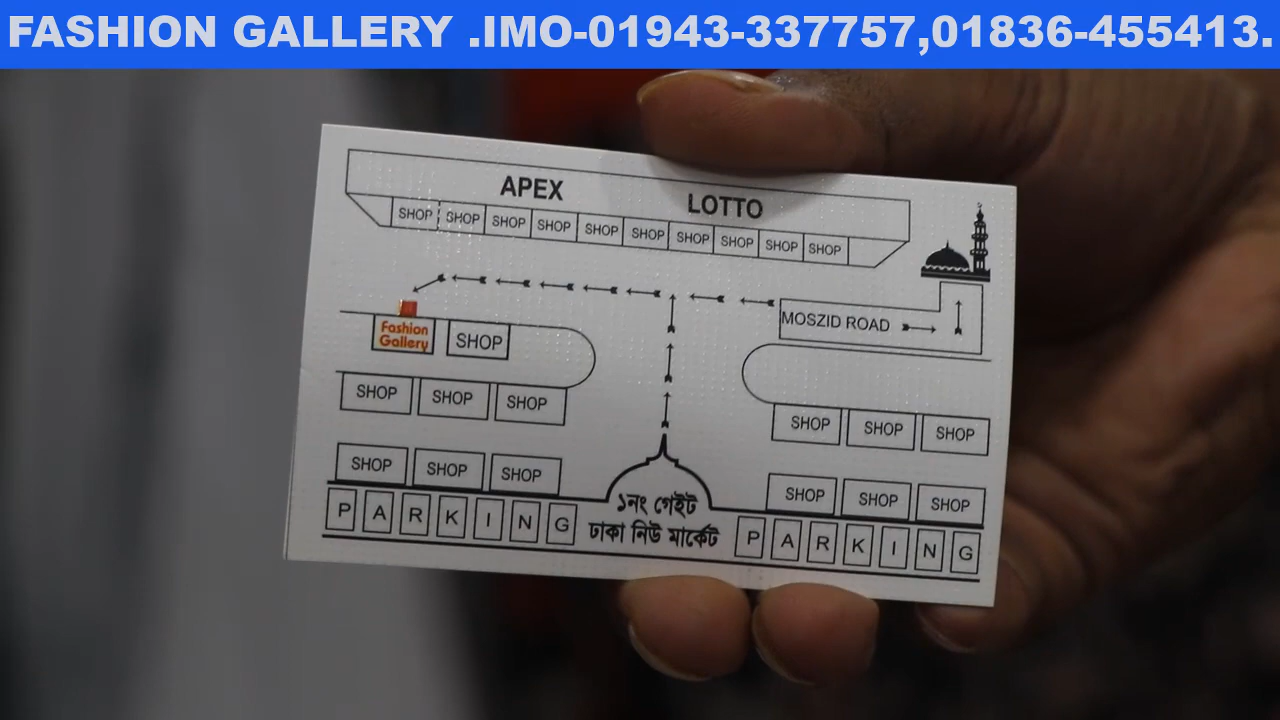 FASHION GALLERY .IMO-01943-337757,01836-455413.
APEX LOTTO
SHOP SHOP SHOP SHOP SHOP SHOP SHOP SHOP SHOP SHOP
MOSZID ROAD
Fashion
Gallery
SHOP
SHOP SHOP SHOP
SHOP SHOP SHOP
SHOP SHOP SHOP
SHOP SHOP SHOP
১নং গেইট
ঢাকা নিউ মার্কেট
PARKING
PARKING